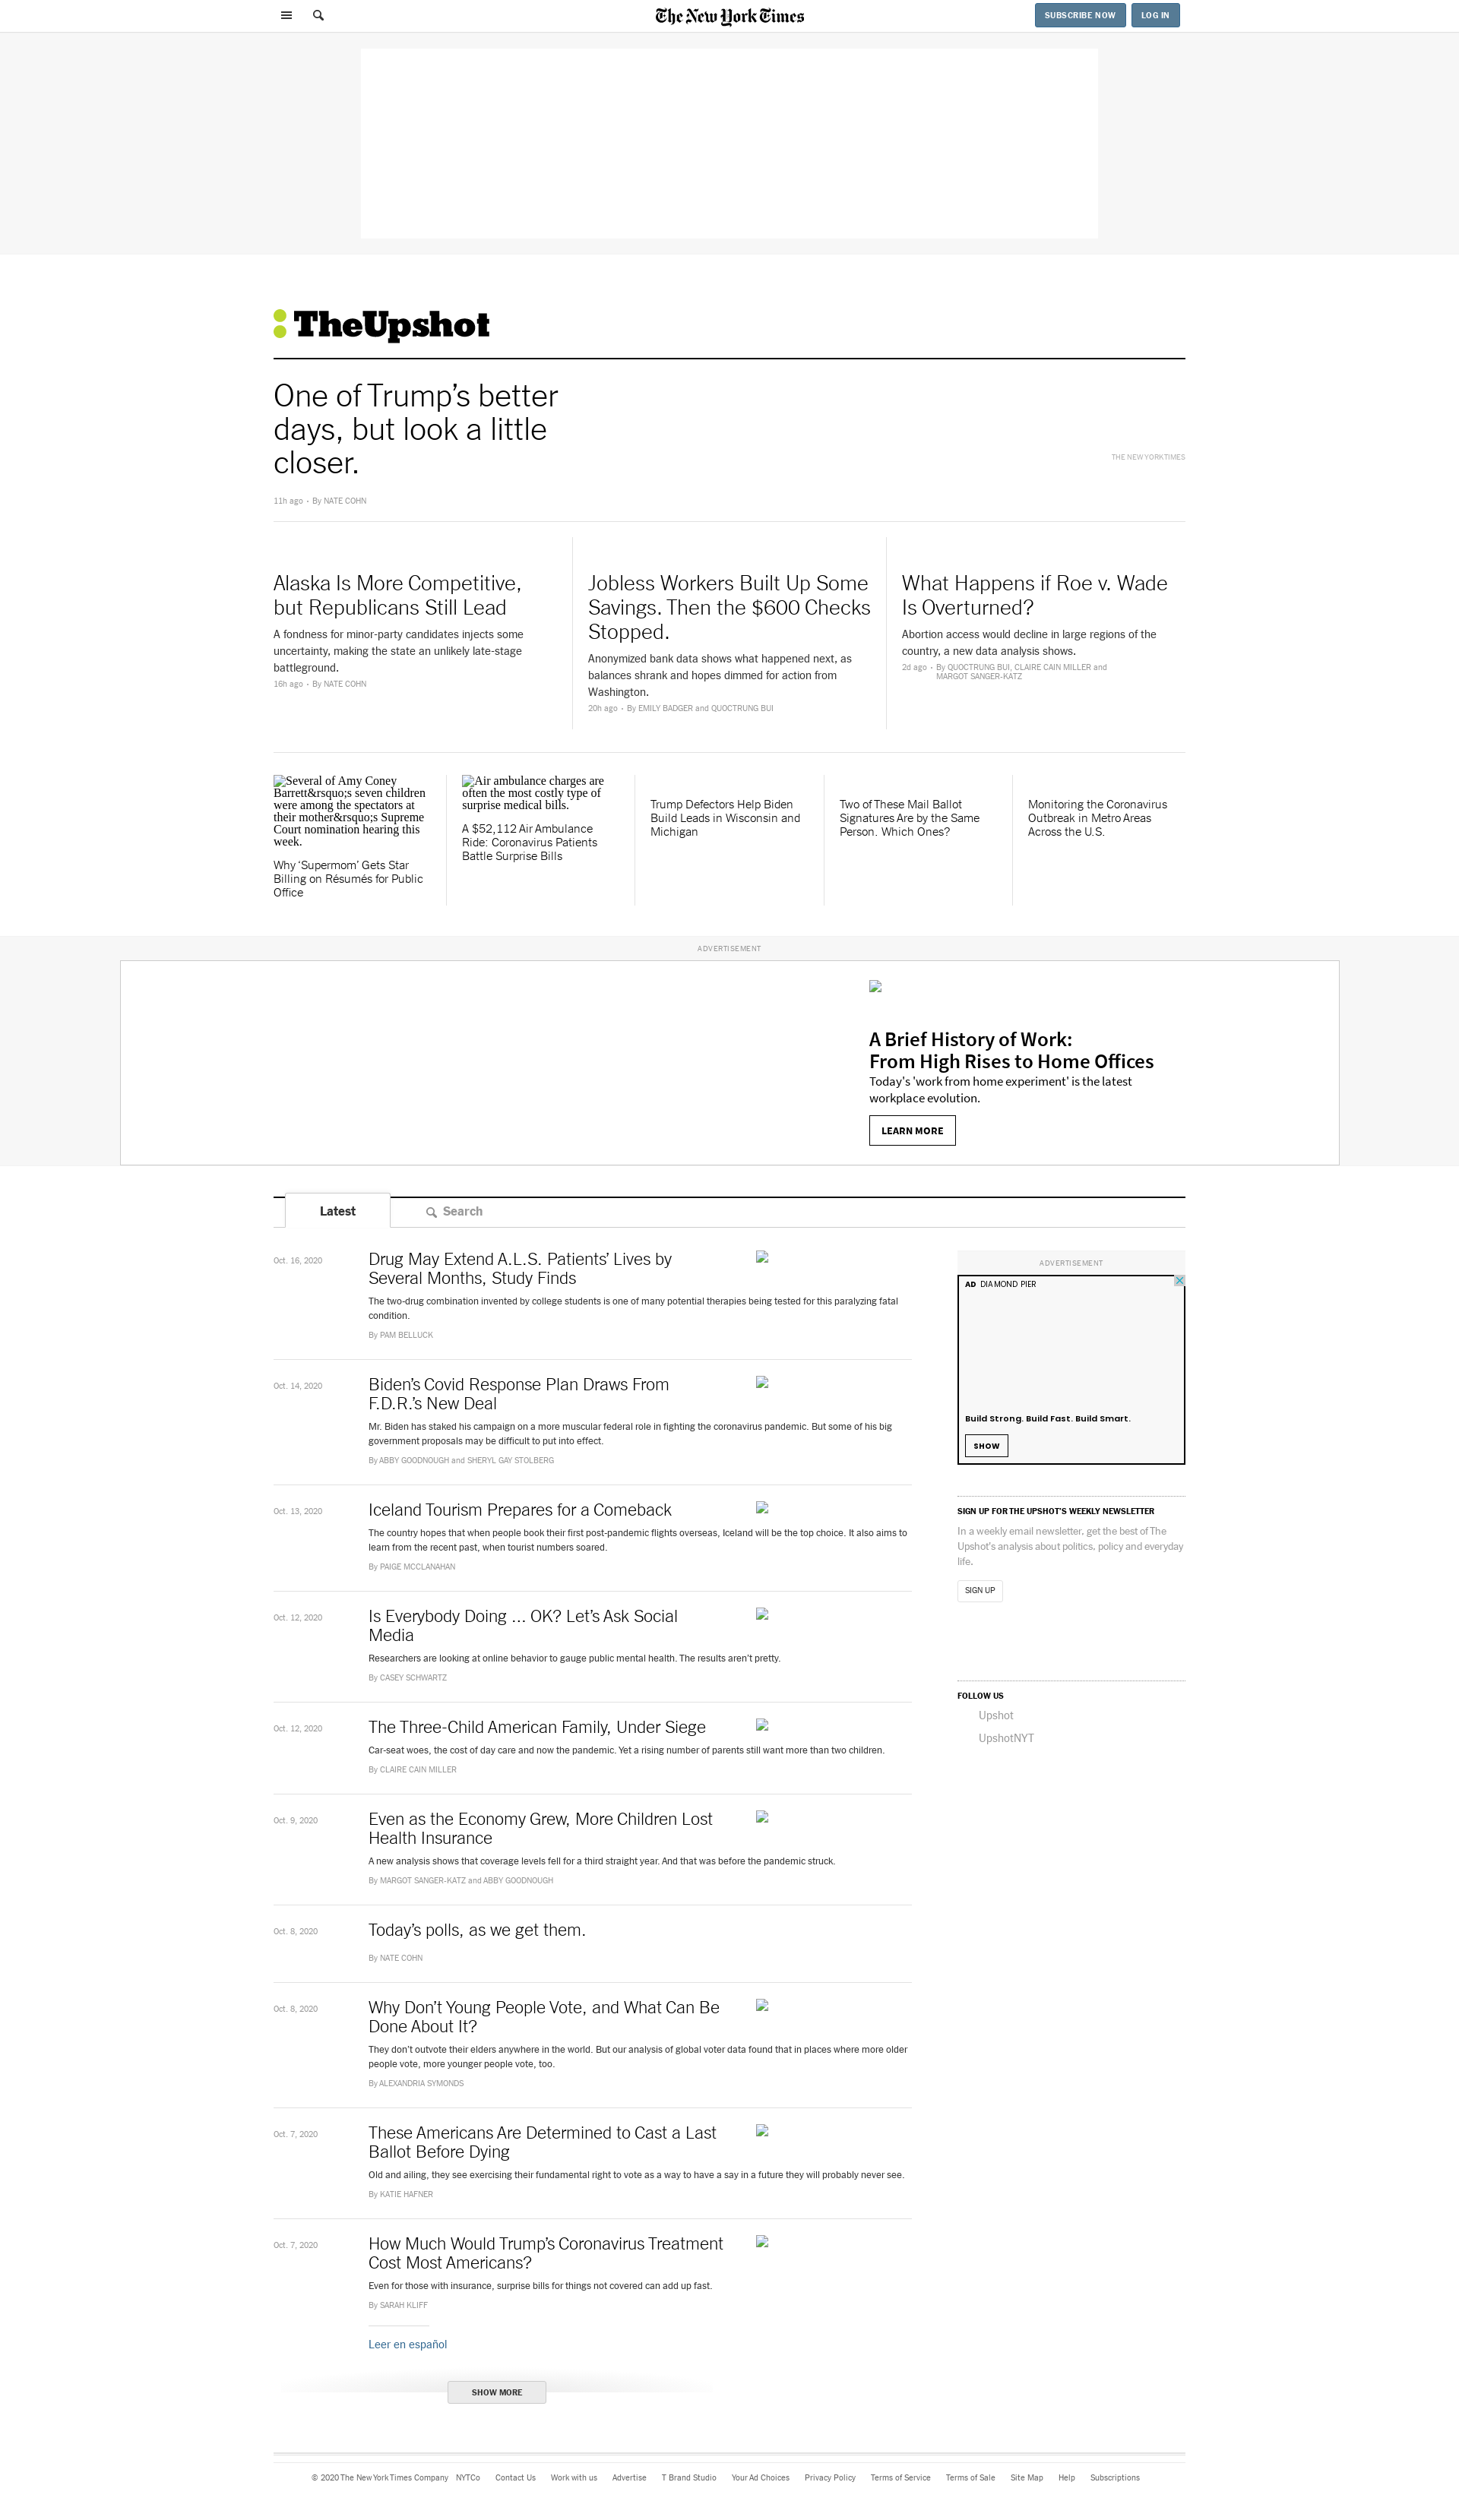 The New York Times
SUBSCRIBE NOW
LOG IN
TheUpshot
One of Trump’s better
days, but look a little
closer.
THE NEW YORK TIMES
11h ago • By NATE COHN
Alaska Is More Competitive,
but Republicans Still Lead
A fondness for minor-party candidates injects some
uncertainty, making the state an unlikely late-stage
battleground.
16h ago • By NATE COHN
Jobless Workers Built Up Some
Savings. Then the $600 Checks
Stopped.
Anonymized bank data shows what happened next, as
balances shrank and hopes dimmed for action from
Washington.
20h ago • By EMILY BADGER and QUOCTRUNG BUI
What Happens if Roe v. Wade
Is Overturned?
Abortion access would decline in large regions of the
country, a new data analysis shows.
2d ago • By QUOCTRUNG BUI, CLAIRE CAIN MILLER and
MARGOT SANGER-KATZ
Several of Amy Coney
Barrett&rsquo;s seven children
were among the spectators at
their mother&rsquo;s Supreme
Court nomination hearing this
week.
Why ‘Supermom’ Gets Star
Billing on Résumés for Public
Office
Air ambulance charges are
often the most costly type of
surprise medical bills.
A $52,112 Air Ambulance
Ride: Coronavirus Patients
Battle Surprise Bills
Trump Defectors Help Biden
Build Leads in Wisconsin and
Michigan
Two of These Mail Ballot
Signatures Are by the Same
Person. Which Ones?
Monitoring the Coronavirus
Outbreak in Metro Areas
Across the U.S.
ADVERTISEMENT
A Brief History of Work:
From High Rises to Home Offices
Today's 'work from home experiment' is the latest
workplace evolution.
LEARN MORE
Latest
Search
Oct. 16, 2020
Drug May Extend A.L.S. Patients’ Lives by
Several Months, Study Finds
The two-drug combination invented by college students is one of many potential therapies being tested for this paralyzing fatal
condition.
By PAM BELLUCK
Oct. 14, 2020
Biden’s Covid Response Plan Draws From
F.D.R.’s New Deal
Mr. Biden has staked his campaign on a more muscular federal role in fighting the coronavirus pandemic. But some of his big
government proposals may be difficult to put into effect.
By ABBY GOODNOUGH and SHERYL GAY STOLBERG
Oct. 13, 2020
Iceland Tourism Prepares for a Comeback
The country hopes that when people book their first post-pandemic flights overseas, Iceland will be the top choice. It also aims to
learn from the recent past, when tourist numbers soared.
By PAIGE MCCLANAHAN
Oct. 12, 2020
Is Everybody Doing ... OK? Let’s Ask Social
Media
Researchers are looking at online behavior to gauge public mental health. The results aren’t pretty.
By CASEY SCHWARTZ
Oct. 12, 2020
The Three-Child American Family, Under Siege
Car-seat woes, the cost of day care and now the pandemic. Yet a rising number of parents still want more than two children.
By CLAIRE CAIN MILLER
Oct. 9, 2020
Even as the Economy Grew, More Children Lost
Health Insurance
A new analysis shows that coverage levels fell for a third straight year. And that was before the pandemic struck.
By MARGOT SANGER-KATZ and ABBY GOODNOUGH
Oct. 8, 2020
Today’s polls, as we get them.
By NATE COHN
Oct. 8, 2020
Why Don’t Young People Vote, and What Can Be
Done About It?
They don’t outvote their elders anywhere in the world. But our analysis of global voter data found that in places where more older
people vote, more younger people vote, too.
By ALEXANDRIA SYMONDS
Oct. 7, 2020
These Americans Are Determined to Cast a Last
Ballot Before Dying
Old and ailing, they see exercising their fundamental right to vote as a way to have a say in a future they will probably never see.
By KATIE HAFNER
Oct. 7, 2020
How Much Would Trump’s Coronavirus Treatment
Cost Most Americans?
Even for those with insurance, surprise bills for things not covered can add up fast.
By SARAH KLIFF
Leer en español
SHOW MORE
ADVERTISEMENT
AD DIAMOND PIER
Build Strong. Build Fast. Build Smart.
SHOW
SIGN UP FOR THE UPSHOT'S WEEKLY NEWSLETTER
In a weekly email newsletter, get the best of The
Upshot's analysis about politics, policy and everyday
life.
SIGN UP
FOLLOW US
Upshot
UpshotNYT
© 2020 The New York Times Company NYTCo Contact Us Work with us Advertise T Brand Studio Your Ad Choices Privacy Policy Terms of Service Terms of Sale Site Map Help Subscriptions